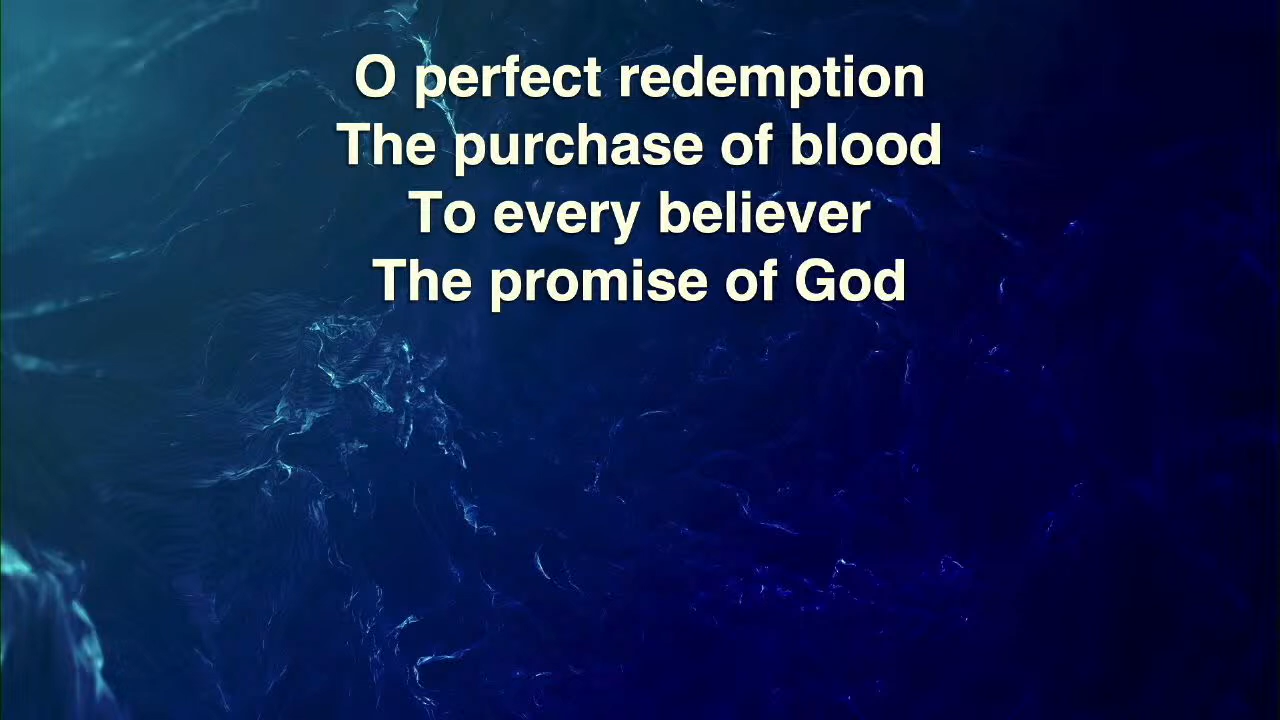 O perfect redemption
The purchase of blood
To every believer
The promise of God